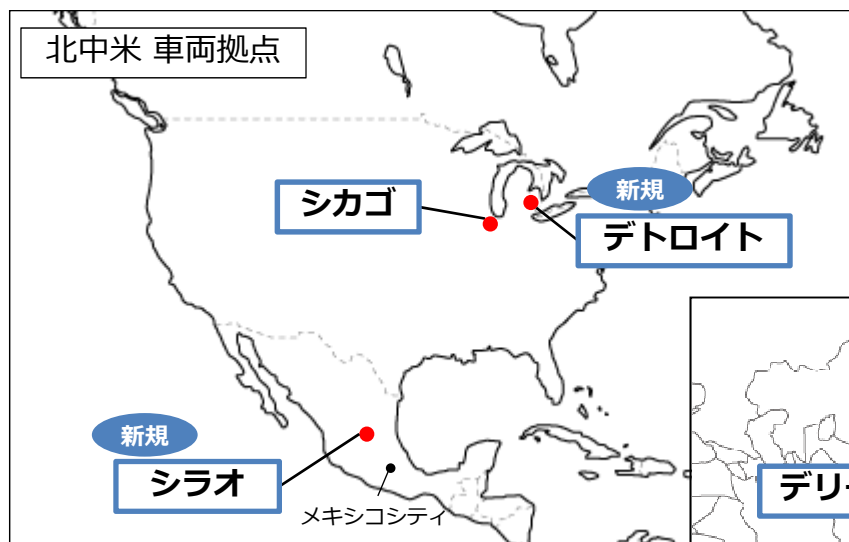 北中米 車両拠点
シカゴ
新規
デトロイト
新規
シラオ
メキシコシティ